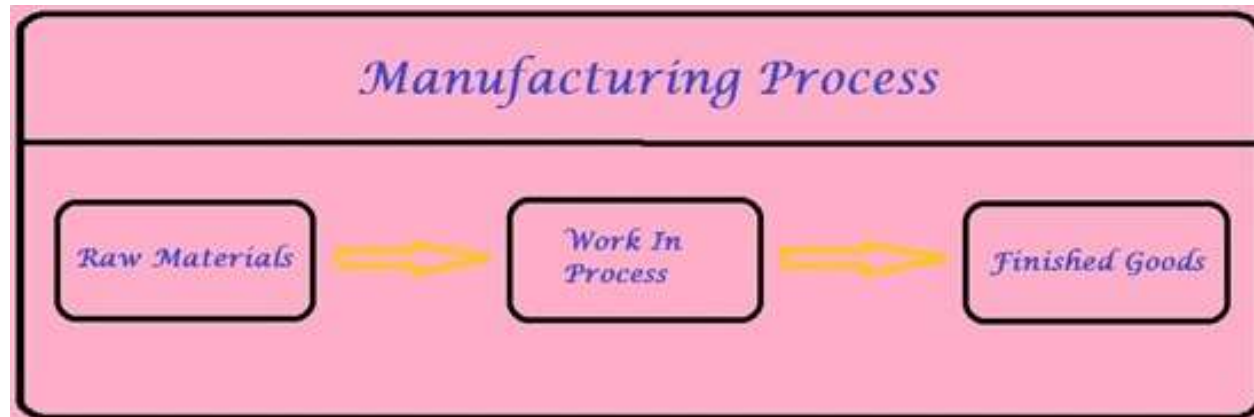 Manufacturing Process
Raw Materials
Work In
Process
Finished Goods